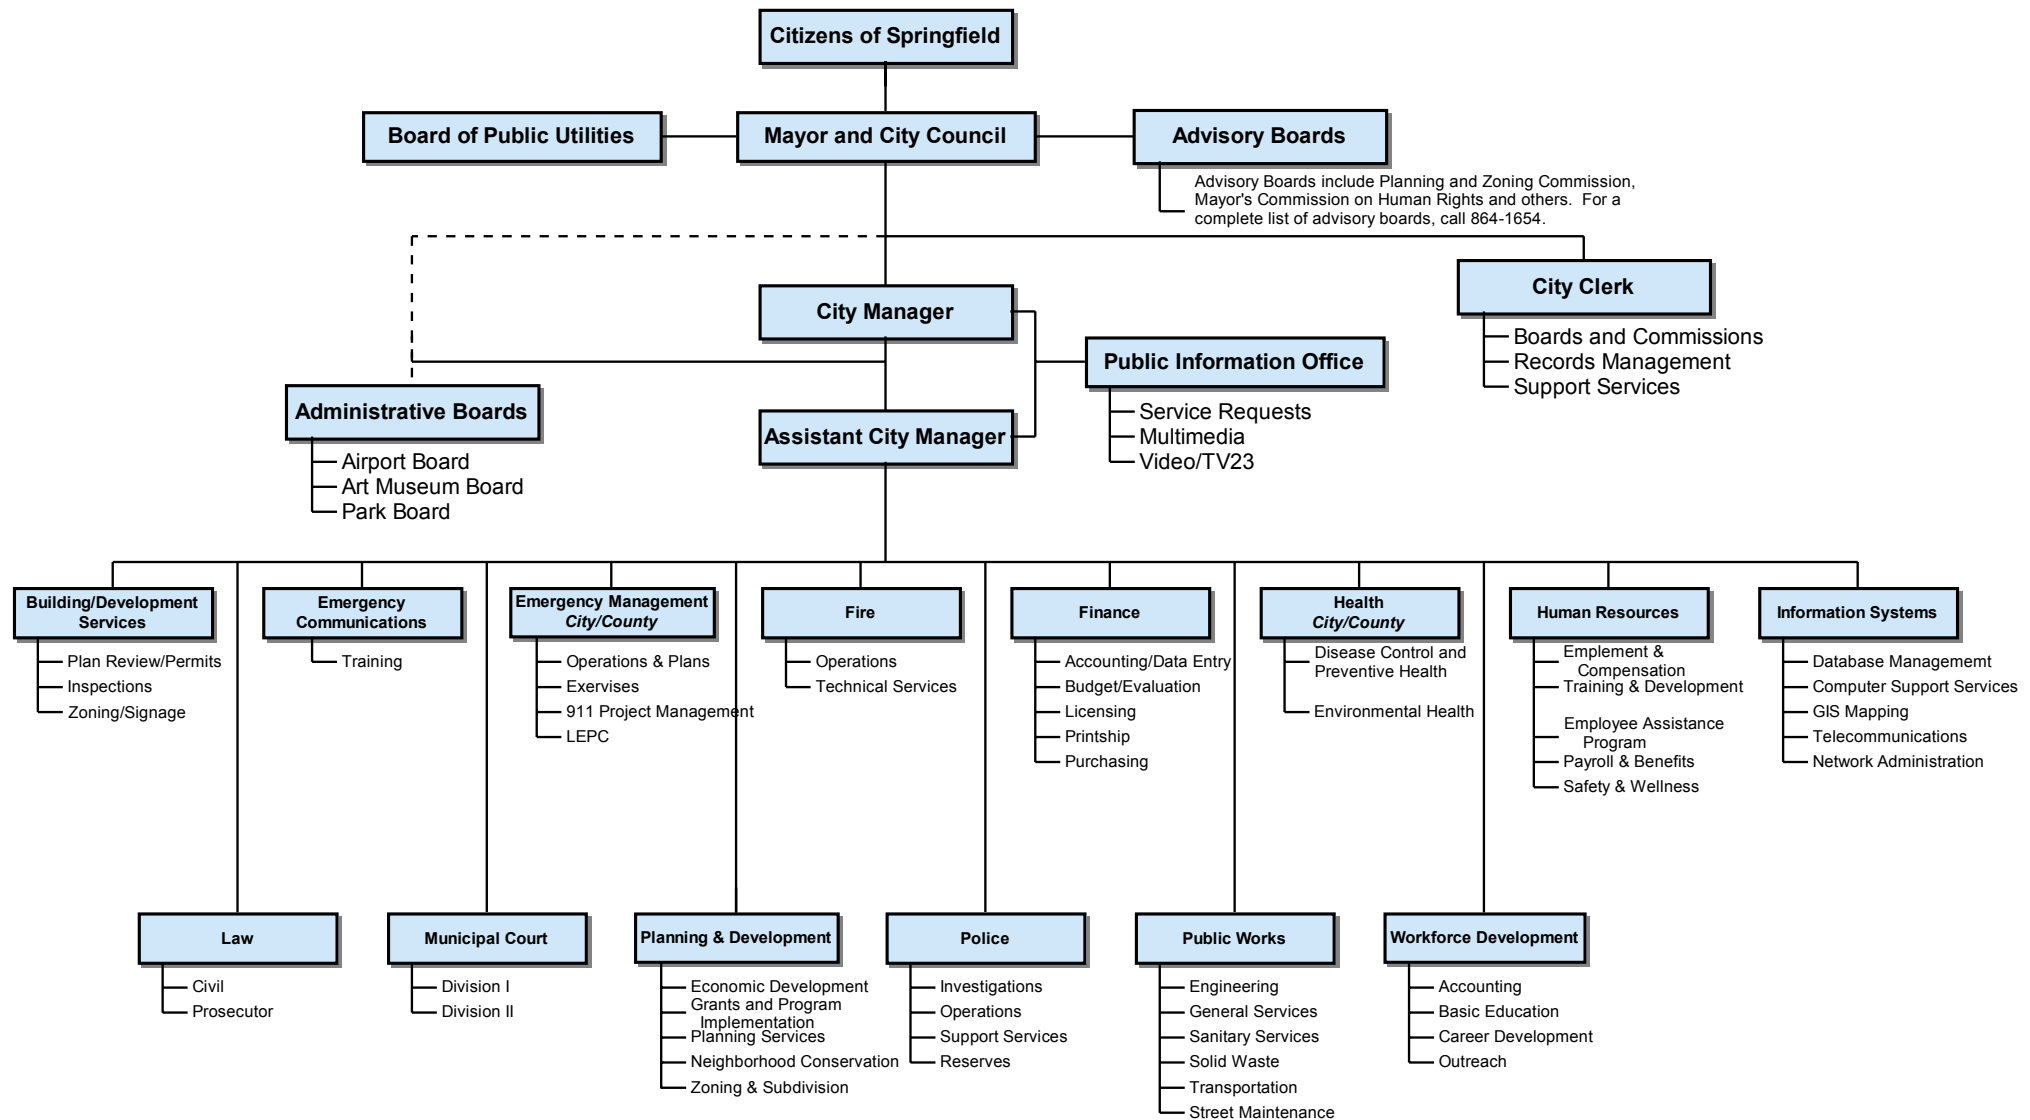 Citizens of Springfield
Board of Public Utilities
Mayor and City Council
Advisory Boards
Advisory Boards include Planning and Zoning Commission,
Mayor's Commission on Human Rights and others.  For a
complete list of advisory boards, call 864-1654.
City Clerk
Boards and Commissions
Records Management
Support Services
City Manager
Public Information Office
Service Requests
Multimedia
Video/TV23
Administrative Boards
Airport Board
Art Museum Board
Park Board
Assistant City Manager
Building/Development
Services
Plan Review/Permits
Inspections
Zoning/Signage
Emergency
Communications
Training
Emergency Management
City/County
Operations & Plans
Exercises
911 Project Management
LEPC
Fire
Operations
Technical Services
Finance
Accounting/Data Entry
Budget/Evaluation
Licensing
Printship
Purchasing
Health
City/County
Disease Control and
Preventive Health
Environmental Health
Human Resources
Emplement &
Compensation
Training & Development
Employee Assistance
Program
Payroll & Benefits
Safety & Wellness
Information Systems
Database Managememt
Computer Support Services
GIS Mapping
Telecommunications
Network Administration
Law
Civil
Prosecutor
Municipal Court
Division I
Division II
Planning & Development
Economic Development
Grants and Program
Implementation
Planning Services
Neighborhood Conservation
Zoning & Subdivision
Police
Investigations
Operations
Support Services
Reserves
Public Works
Engineering
General Services
Sanitary Services
Solid Waste
Transportation
Street Maintenance
Workforce Development
Accounting
Basic Education
Career Development
Outreach